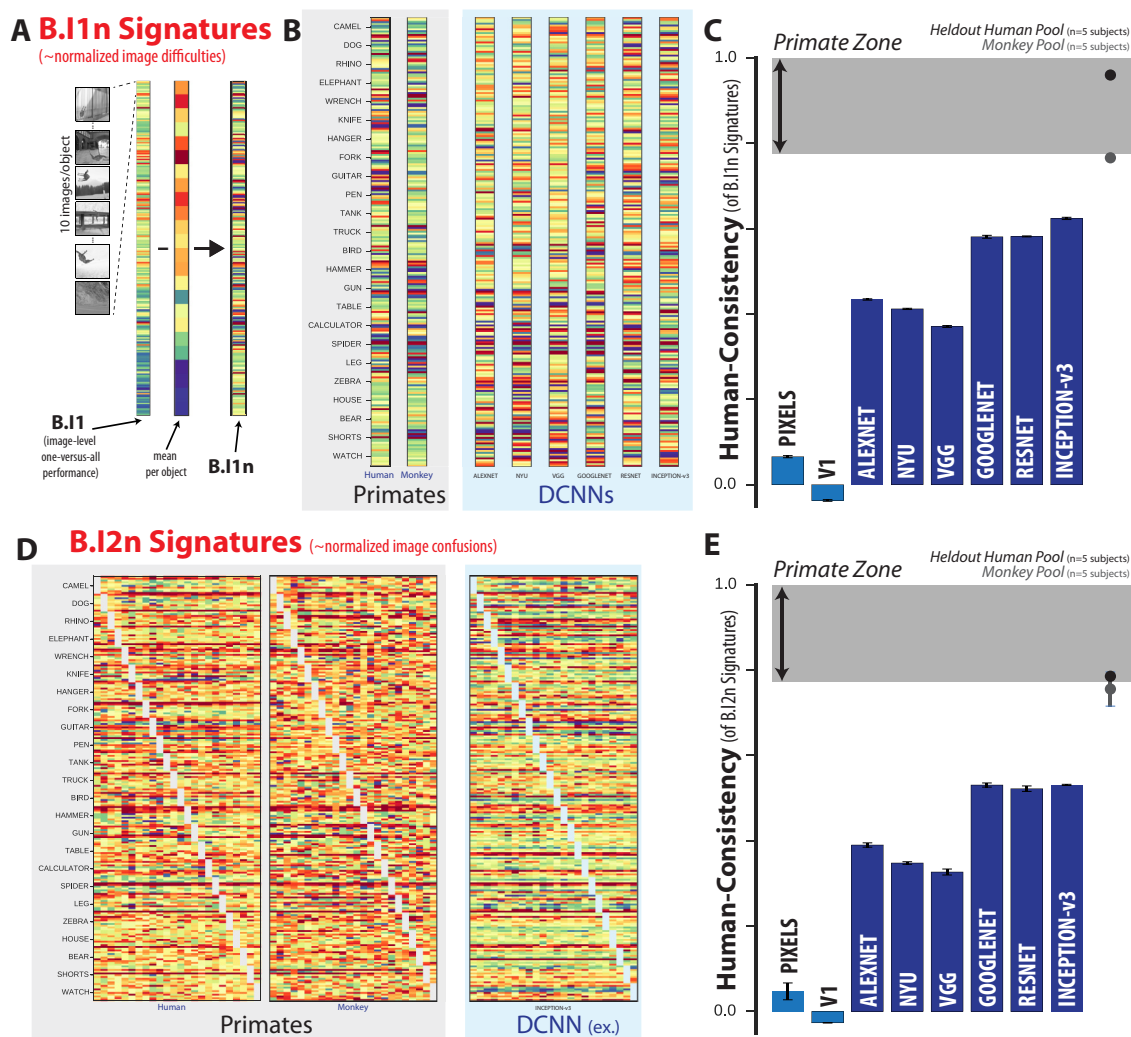 A B.I1n Signatures
(~normalized image difficulties)
10 images/object
B.I1
(image-level
one-versus-all
performance)
mean
per object
B.I1n
B
CAMEL
DOG
RHINO
ELEPHANT
WRENCH
KNIFE
HANGER
FORK
GUITAR
PEN
TANK
TRUCK
BIRD
HAMMER
GUN
TABLE
CALCULATOR
SPIDER
LEG
ZEBRA
HOUSE
BEAR
SHORTS
WATCH
Human Monkey
Primates
ALEXNET NYU VGG GOOGLENET RESNET INCEPTION-v3
DCNNs
C
Primate Zone
Heldout Human Pool (n=5 subjects)
Monkey Pool (n=5 subjects)
1.0
0.0
Human-Consistency (of B.I1n Signatures)
PIXELS
V1
ALEXNET
NYU
VGG
GOOGLENET
RESNET
INCEPTION-v3
D B.I2n Signatures (~normalized image confusions)
CAMEL
DOG
RHINO
ELEPHANT
WRENCH
KNIFE
HANGER
FORK
GUITAR
PEN
TANK
TRUCK
BIRD
HAMMER
GUN
TABLE
CALCULATOR
SPIDER
LEG
ZEBRA
HOUSE
BEAR
SHORTS
WATCH
Human Monkey
Primates
INCEPTION-v3
DCNN (ex.)
E
Primate Zone
Heldout Human Pool (n=5 subjects)
Monkey Pool (n=5 subjects)
1.0
0.0
Human-Consistency (of B.I2n Signatures)
PIXELS
V1
ALEXNET
NYU
VGG
GOOGLENET
RESNET
INCEPTION-v3